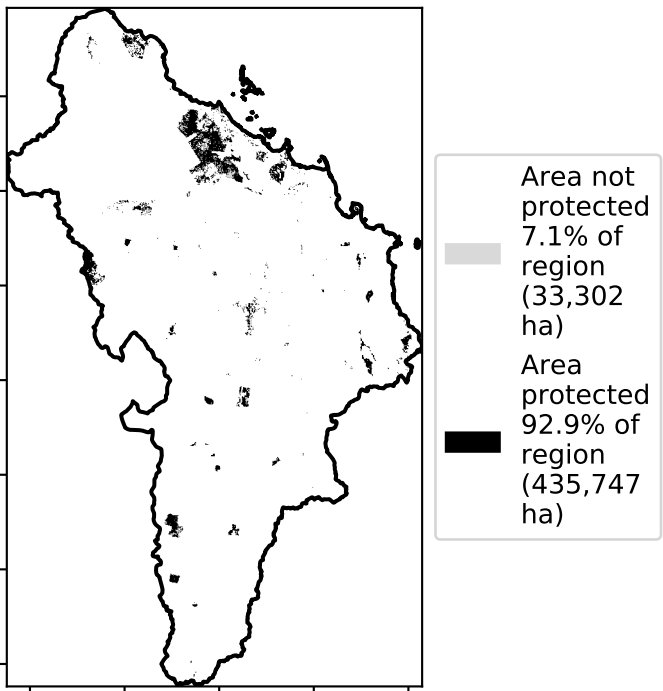 Area not
protected
7.1% of
region
(33,302
ha)
Area
protected
92.9% of
region
(435,747
ha)